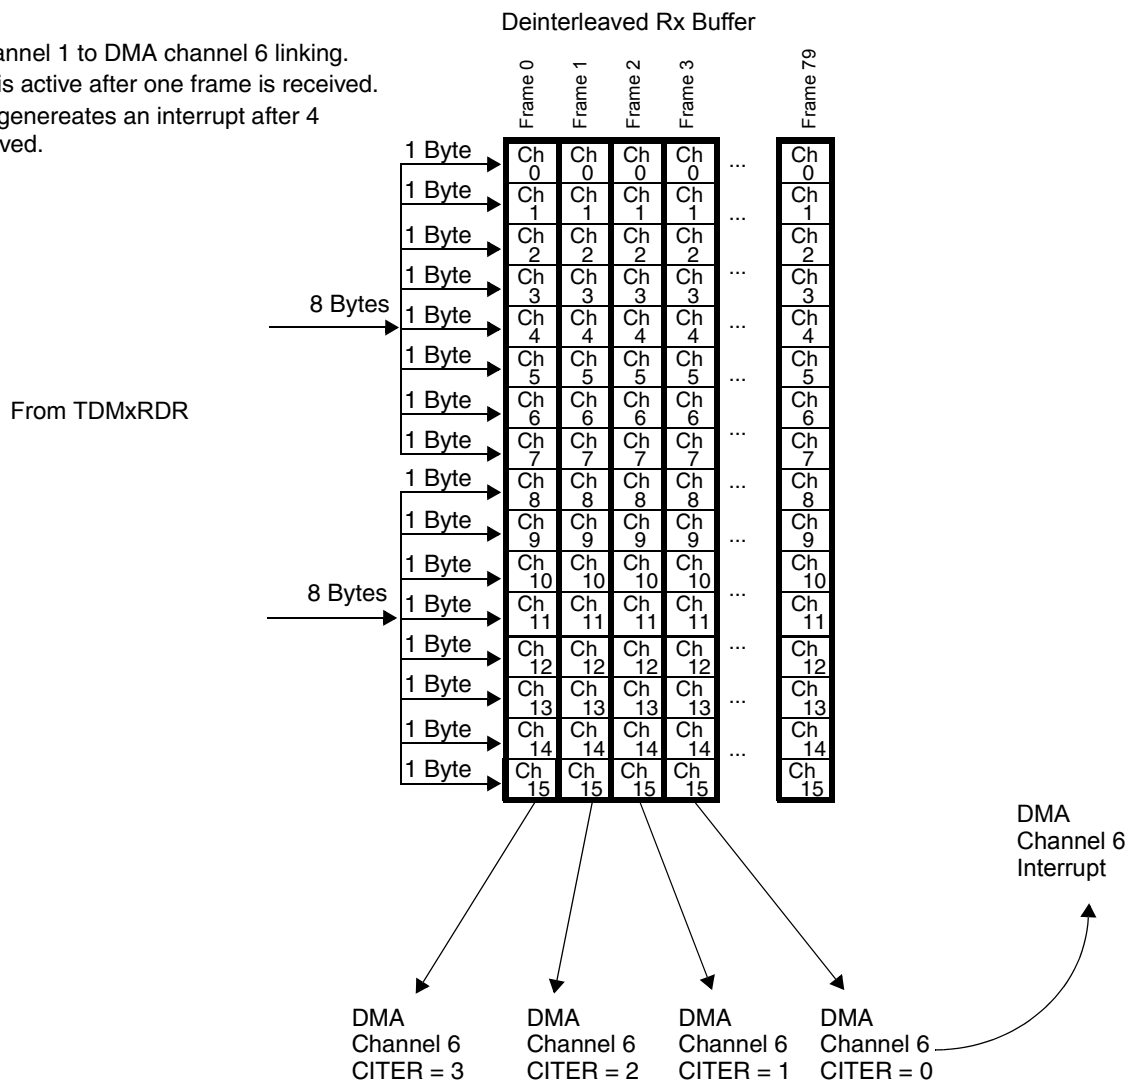 Deinterleaved Rx Buffer
annel 1 to DMA channel 6 linking.
is active after one frame is received.
genereates an interrupt after 4
ved.
Frame 0 Frame 1 Frame 2 Frame 3 Frame 79
1 Byte Ch 0 Ch 0 Ch 0 Ch 0 ... Ch 0
1 Byte Ch 1 Ch 1 Ch 1 Ch 1 ... Ch 1
1 Byte Ch 2 Ch 2 Ch 2 Ch 2 ... Ch 2
1 Byte Ch 3 Ch 3 Ch 3 Ch 3 Ch 3
8 Bytes
1 Byte Ch 4 Ch 4 Ch 4 Ch 4 ... Ch 4
1 Byte Ch 5 Ch 5 Ch 5 Ch 5 ... Ch 5
1 Byte Ch 6 Ch 6 Ch 6 Ch 6 ... Ch 6
From TDMxRDR
1 Byte Ch 7 Ch 7 Ch 7 Ch 7 Ch 7
1 Byte Ch 8 Ch 8 Ch 8 Ch 8 ... Ch 8
1 Byte Ch 9 Ch 9 Ch 9 Ch 9 ... Ch 9
1 Byte Ch 10 Ch 10 Ch 10 Ch 10 ... Ch 10
8 Bytes
1 Byte Ch 11 Ch 11 Ch 11 Ch 11 Ch 11
1 Byte Ch 12 Ch 12 Ch 12 Ch 12 ... Ch 12
1 Byte Ch 13 Ch 13 Ch 13 Ch 13 ... Ch 13
1 Byte Ch 14 Ch 14 Ch 14 Ch 14 ... Ch 14
1 Byte Ch 15 Ch 15 Ch 15 Ch 15 Ch 15
DMA
Channel 6
Interrupt
DMA
Channel 6
CITER = 3
DMA
Channel 6
CITER = 2
DMA
Channel 6
CITER = 1
DMA
Channel 6
CITER = 0